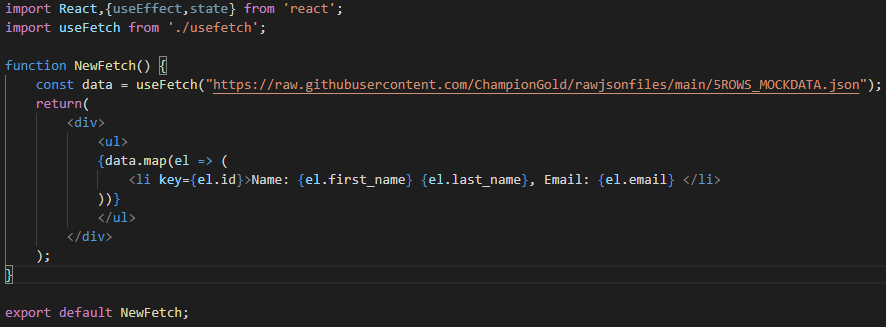 import React,{useEffect,state} from 'react';
import useFetch from './usefetch';
function NewFetch() {
const data = useFetch("https://raw.githubusercontent.com/ChampionGold/rawjsonfiles/main/5ROWS_MOCKDATA.json");
return(
<div>
<ul>
{data.map(el => (
<li key={el.id}>Name: {el.first_name} {el.last_name}, Email: {el.email} </li>
))}
</ul>
</div>
);
}
export default NewFetch;